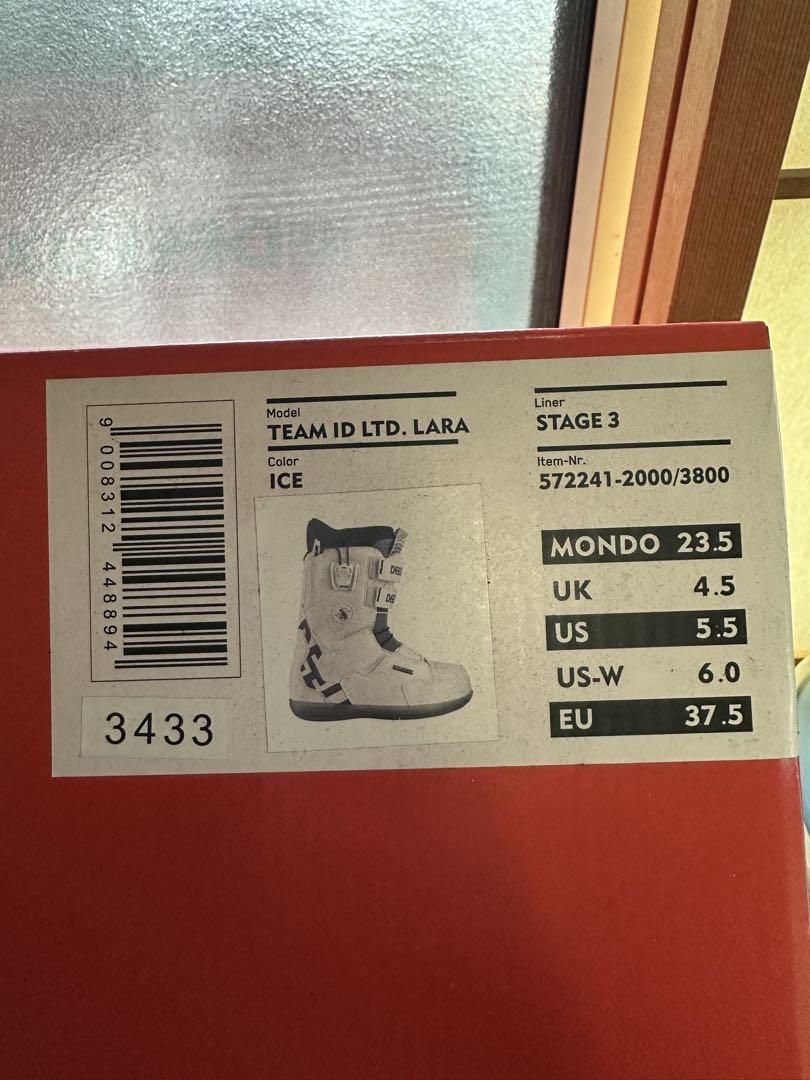 9 008312 448894
3433
Model
TEAM ID LTD. LARA
Color
ICE
Liner
STAGE 3
Item-Nr.
572241-2000/3800
MONDO 23.5
UK 4.5
US 5.5
US-W 6.0
EU 37.5